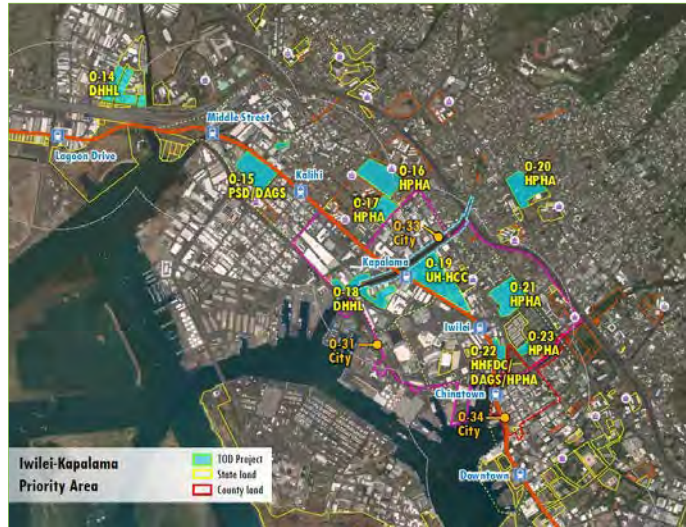 O-14
DHHL
Middle Street
Lagoon Drive
O-15
PSD/DAGS
Kalihi
O-16
HPHA
O-17
HPHA
O-20
HPHA
O-33
City
Kapalama
O-19
UH-HCC
O-18
DHHL
O-21
HPHA
Iwilei
O-31
City
O-22
HHFDC/
DAGS/HPHA
O-23
HPHA
Chinatown
O-34
City
Downtown
Iwilei-Kapalama
Priority Area
TOD Project
State land
County land